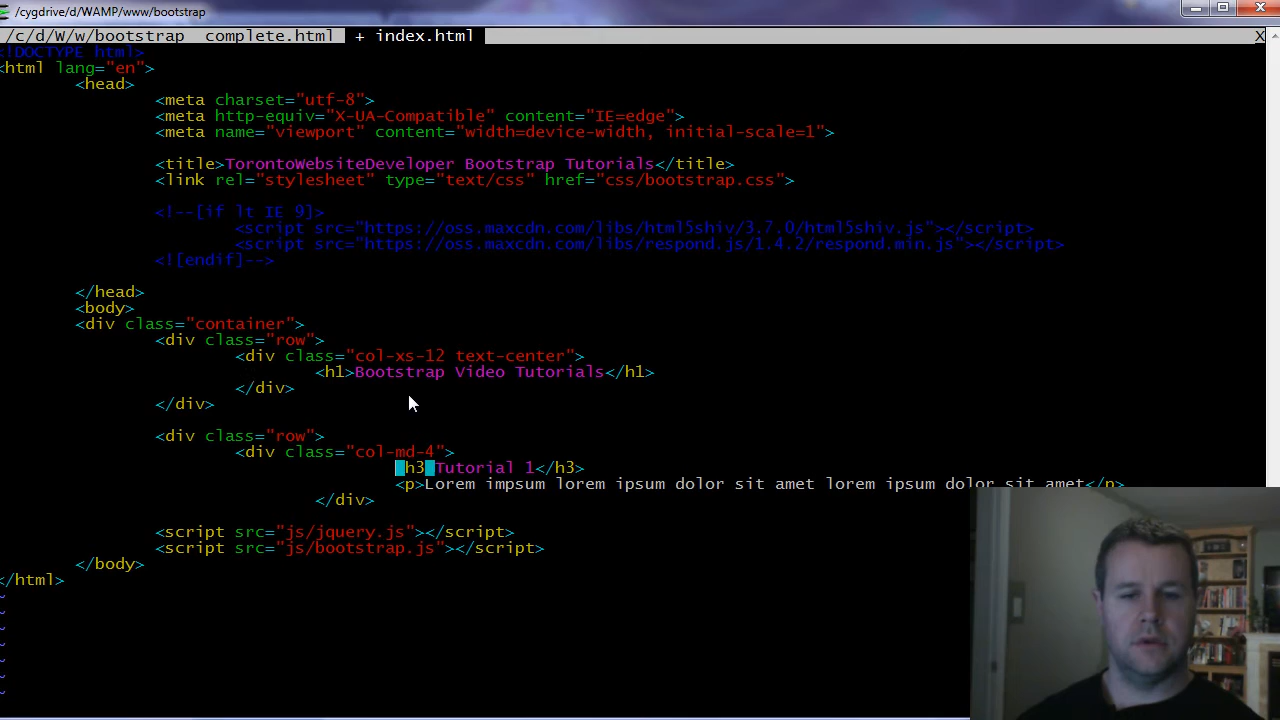 /cygdrive/d/WAMP/www/bootstrap
/c/d/W/w/bootstrap complete.html + index.html X
<!DOCTYPE html>
<html lang="en">
<head>
<meta charset="utf-8">
<meta http-equiv="X-UA-Compatible" content="IE=edge">
<meta name="viewport" content="width=device-width, initial-scale=1">
<title>TorontoWebsiteDeveloper Bootstrap Tutorials</title>
<link rel="stylesheet" type="text/css" href="css/bootstrap.css">
<!--[if lt IE 9]>
<script src="https://oss.maxcdn.com/libs/html5shiv/3.7.0/html5shiv.js"></script>
<script src="https://oss.maxcdn.com/libs/respond.js/1.4.2/respond.min.js"></script>
<![endif]-->
</head>
<body>
<div class="container">
<div class="row">
<div class="col-xs-12 text-center">
<h1>Bootstrap Video Tutorials</h1>
</div>
</div>
<div class="row">
<div class="col-md-4">
<h3>Tutorial 1</h3>
<p>Lorem impsum lorem ipsum dolor sit amet lorem ipsum dolor sit amet</p>
</div>
<script src="js/jquery.js"></script>
<script src="js/bootstrap.js"></script>
</body>
</html>
~
~
~
~
~
~
~